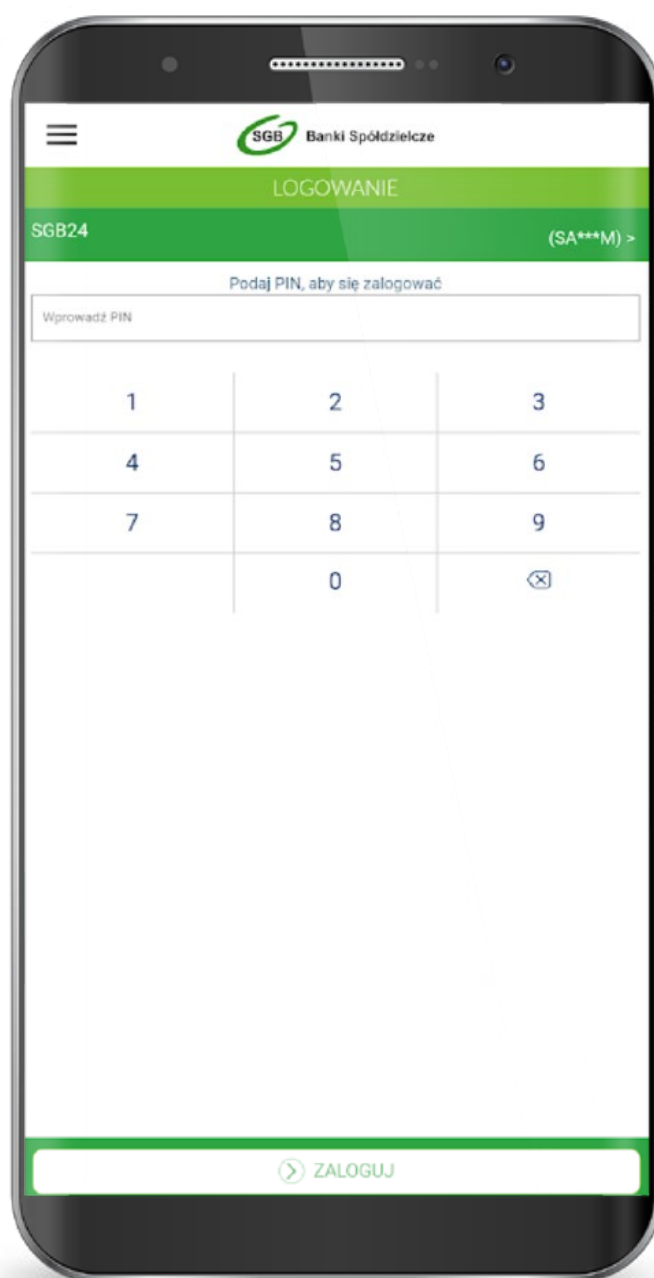 SGB Banki Spółdzielcze
LOGOWANIE
SGB24
(SA***M) >
Podaj PIN, aby się zalogować
Wprowadź PIN
1 2 3
4 5 6
7 8 9
0
ZALOGUJ